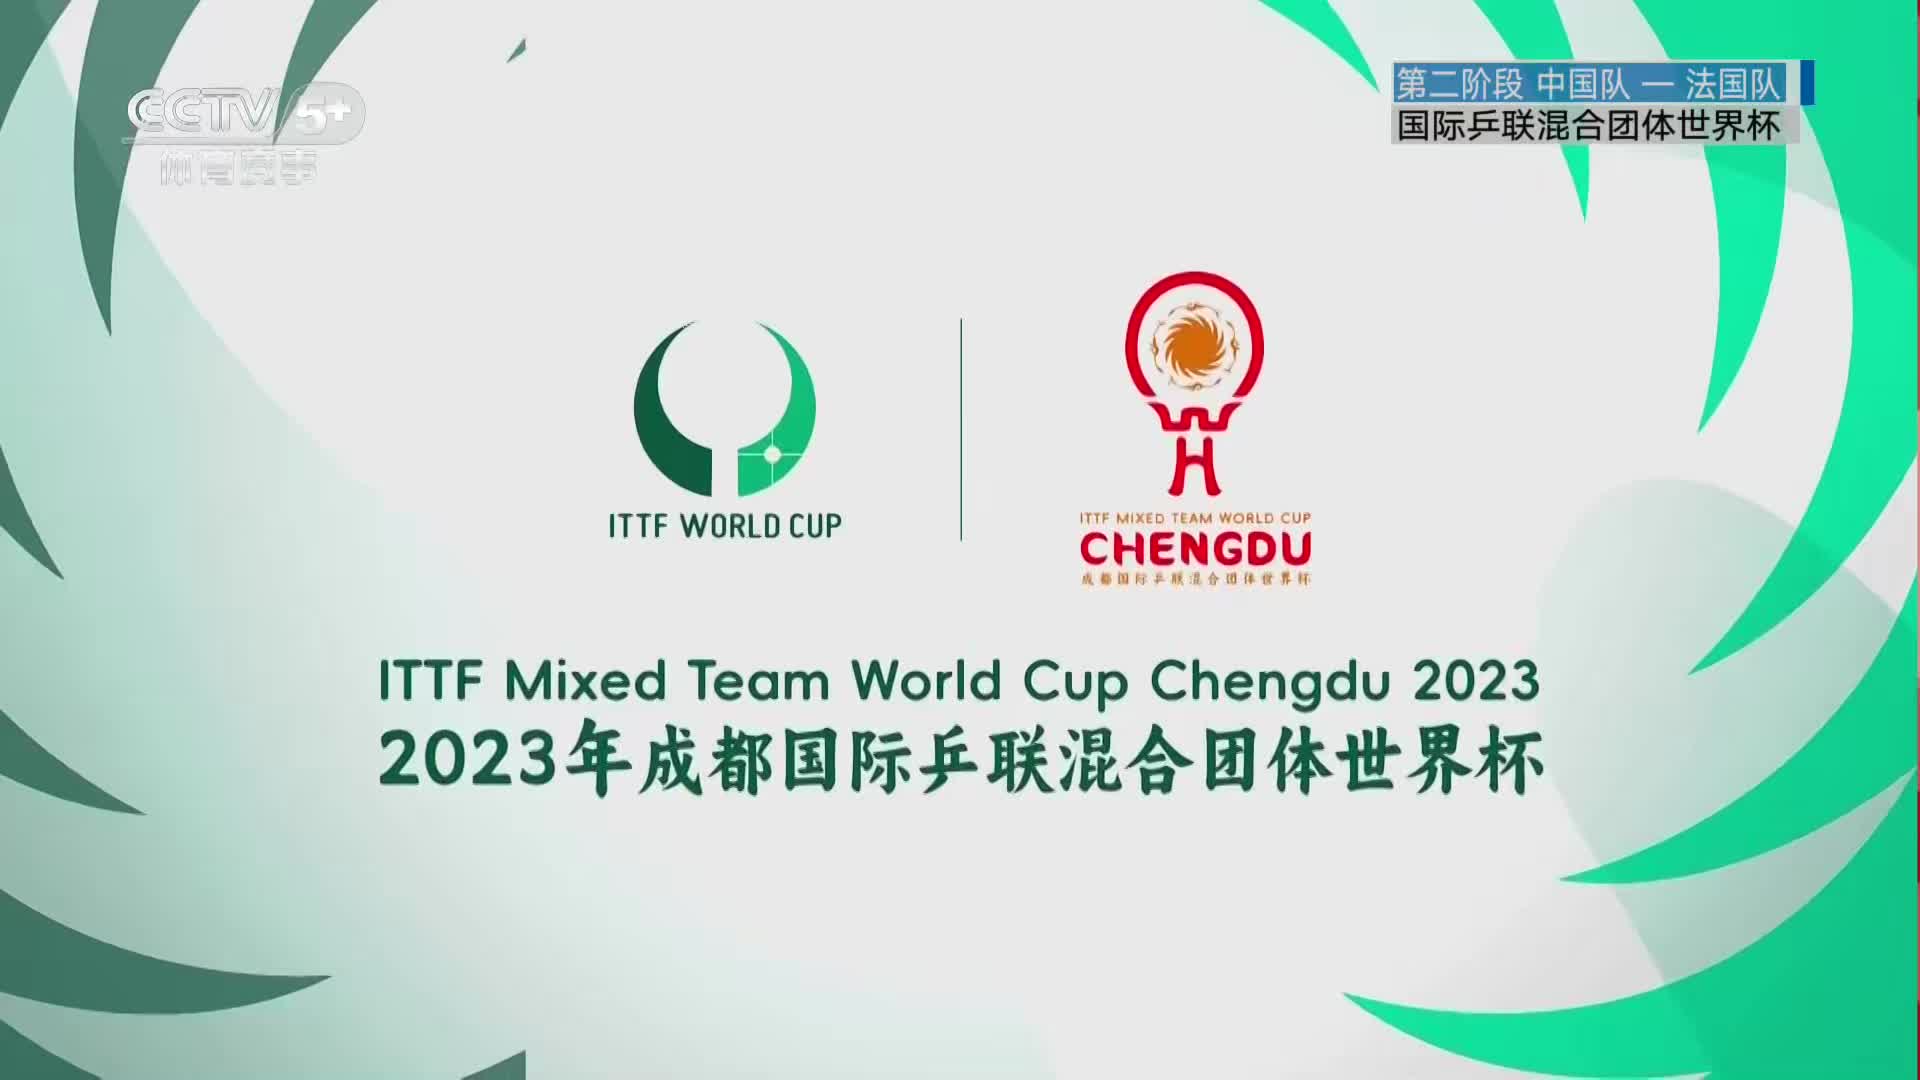 CCTV 5+
体育赛事
第二阶段 中国队 — 法国队
国际乒联混合团体世界杯
ITTF WORLD CUP
ITTF MIXED TEAM WORLD CUP
CHENGDU
成都国际乒联混合团体世界杯
ITTF Mixed Team World Cup Chengdu 2023
2023年成都国际乒联混合团体世界杯